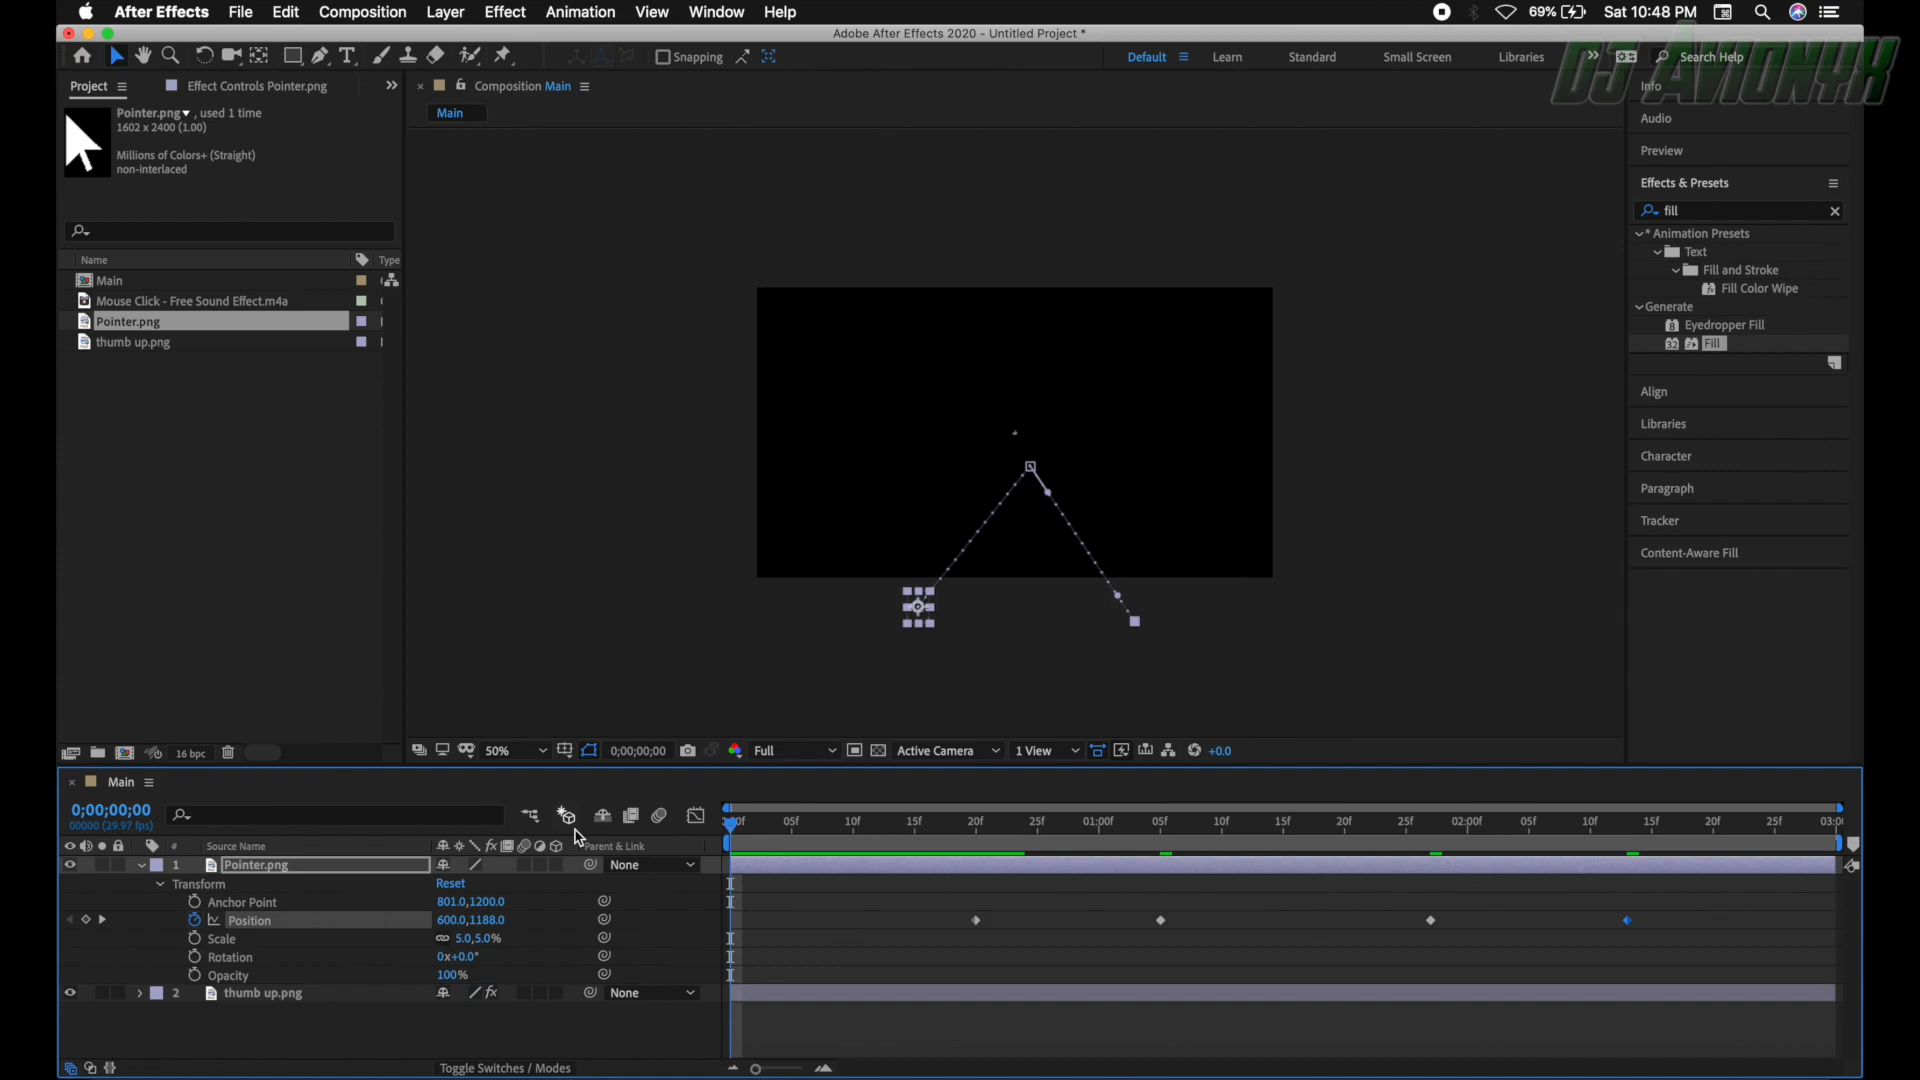 After Effects File Edit Composition Layer Effect Animation View Window Help 69% Sat 10:48 PM
Adobe After Effects 2020 - Untitled Project *
Snapping Default Learn Standard Small Screen Libraries Search Help
DJ AVIONYX
Project Effect Controls Pointer.png
Pointer.png, used 1 time
1602 x 2400 (1.00)
Millions of Colors+ (Straight)
non-interlaced
Name Type
Main
Mouse Click - Free Sound Effect.m4a
Pointer.png
thumb up.png
16 bpc
Composition Main
Main
50% 0;00;00;00 Full Active Camera 1 View +0.0
Info
Audio
Preview
Effects & Presets
fill
* Animation Presets
Text
Fill and Stroke
Fill Color Wipe
Generate
Eyedropper Fill
Fill
Align
Libraries
Character
Paragraph
Tracker
Content-Aware Fill
Main
0;00;00;00
00000 (29.97 fps)
05f 10f 15f 20f 25f 01:00f 05f 10f 15f 20f 25f 02:00f 05f 10f 15f 20f 25f
# Source Name Parent & Link
1 Pointer.png None
Transform Reset
Anchor Point 801.0,1200.0
Position 600.0,1188.0
Scale 5.0,5.0%
Rotation 0x+0.0°
Opacity 100%
2 thumb up.png None
Toggle Switches / Modes